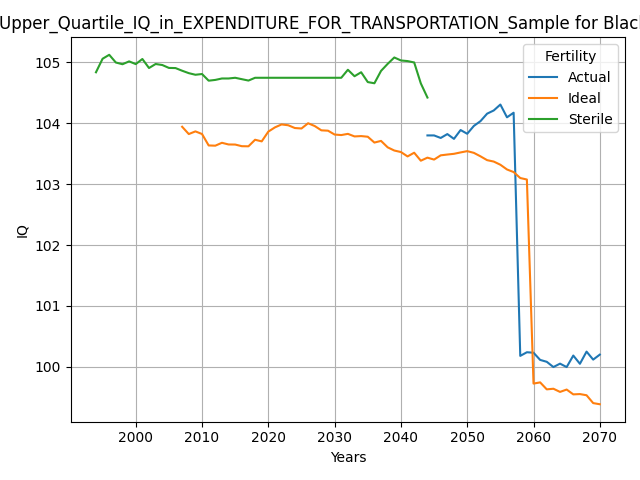 Upper_Quartile_IQ_in_EXPENDITURE_FOR_TRANSPORTATION_Sample for Black
Fertility
Actual
Ideal
Sterile
IQ
105
104
103
102
101
100
2000
2010
2020
2030
2040
2050
2060
2070
Years